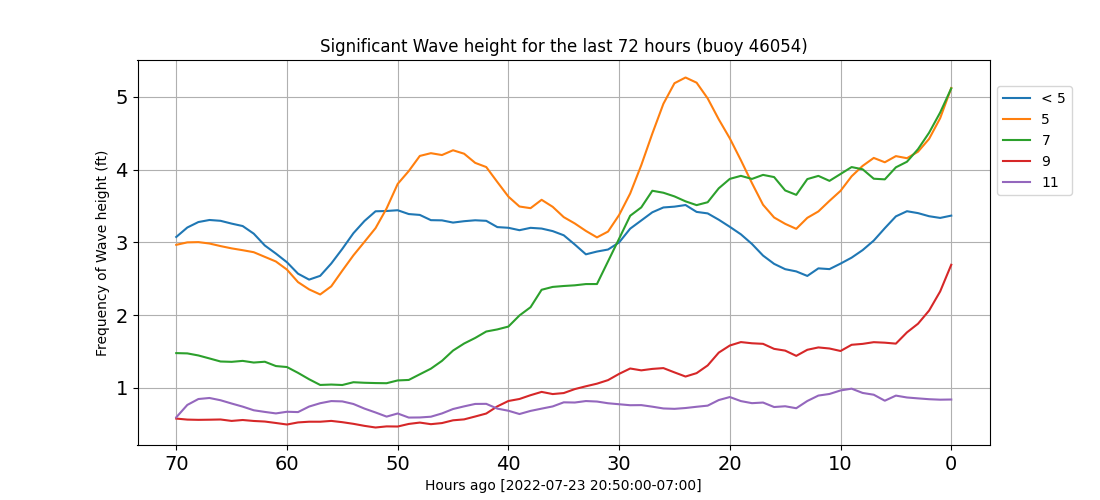 Significant Wave height for the last 72 hours (buoy 46054)
Frequency of Wave height (ft)
5
4
3
2
1
70 60 50 40 30 20 10 0
Hours ago [2022-07-23 20:50:00-07:00]
< 5
5
7
9
11